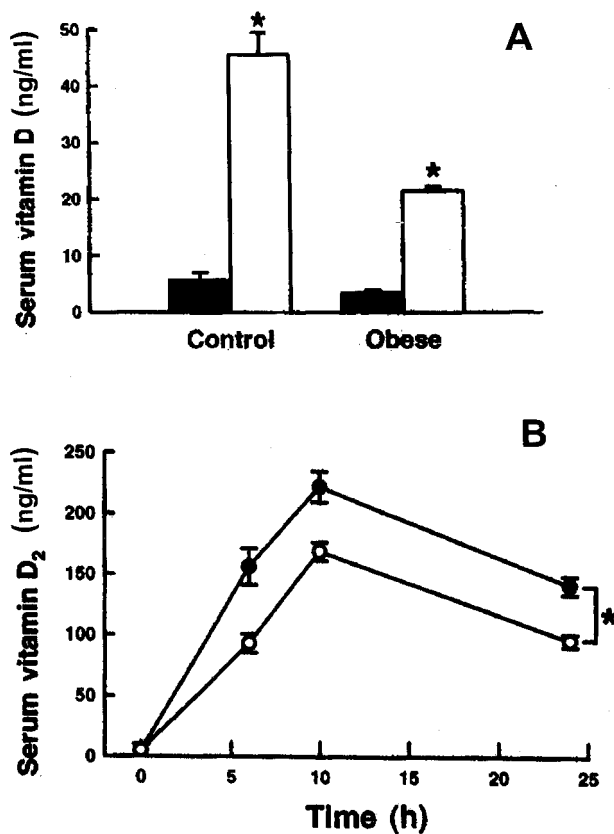 A
Serum vitamin D (ng/ml)
50
40
30
20
10
0
*
*
Control Obese
B
Serum vitamin D₂ (ng/ml)
250
200
150
100
50
0
*
0 5 10 15 20 25
Time (h)